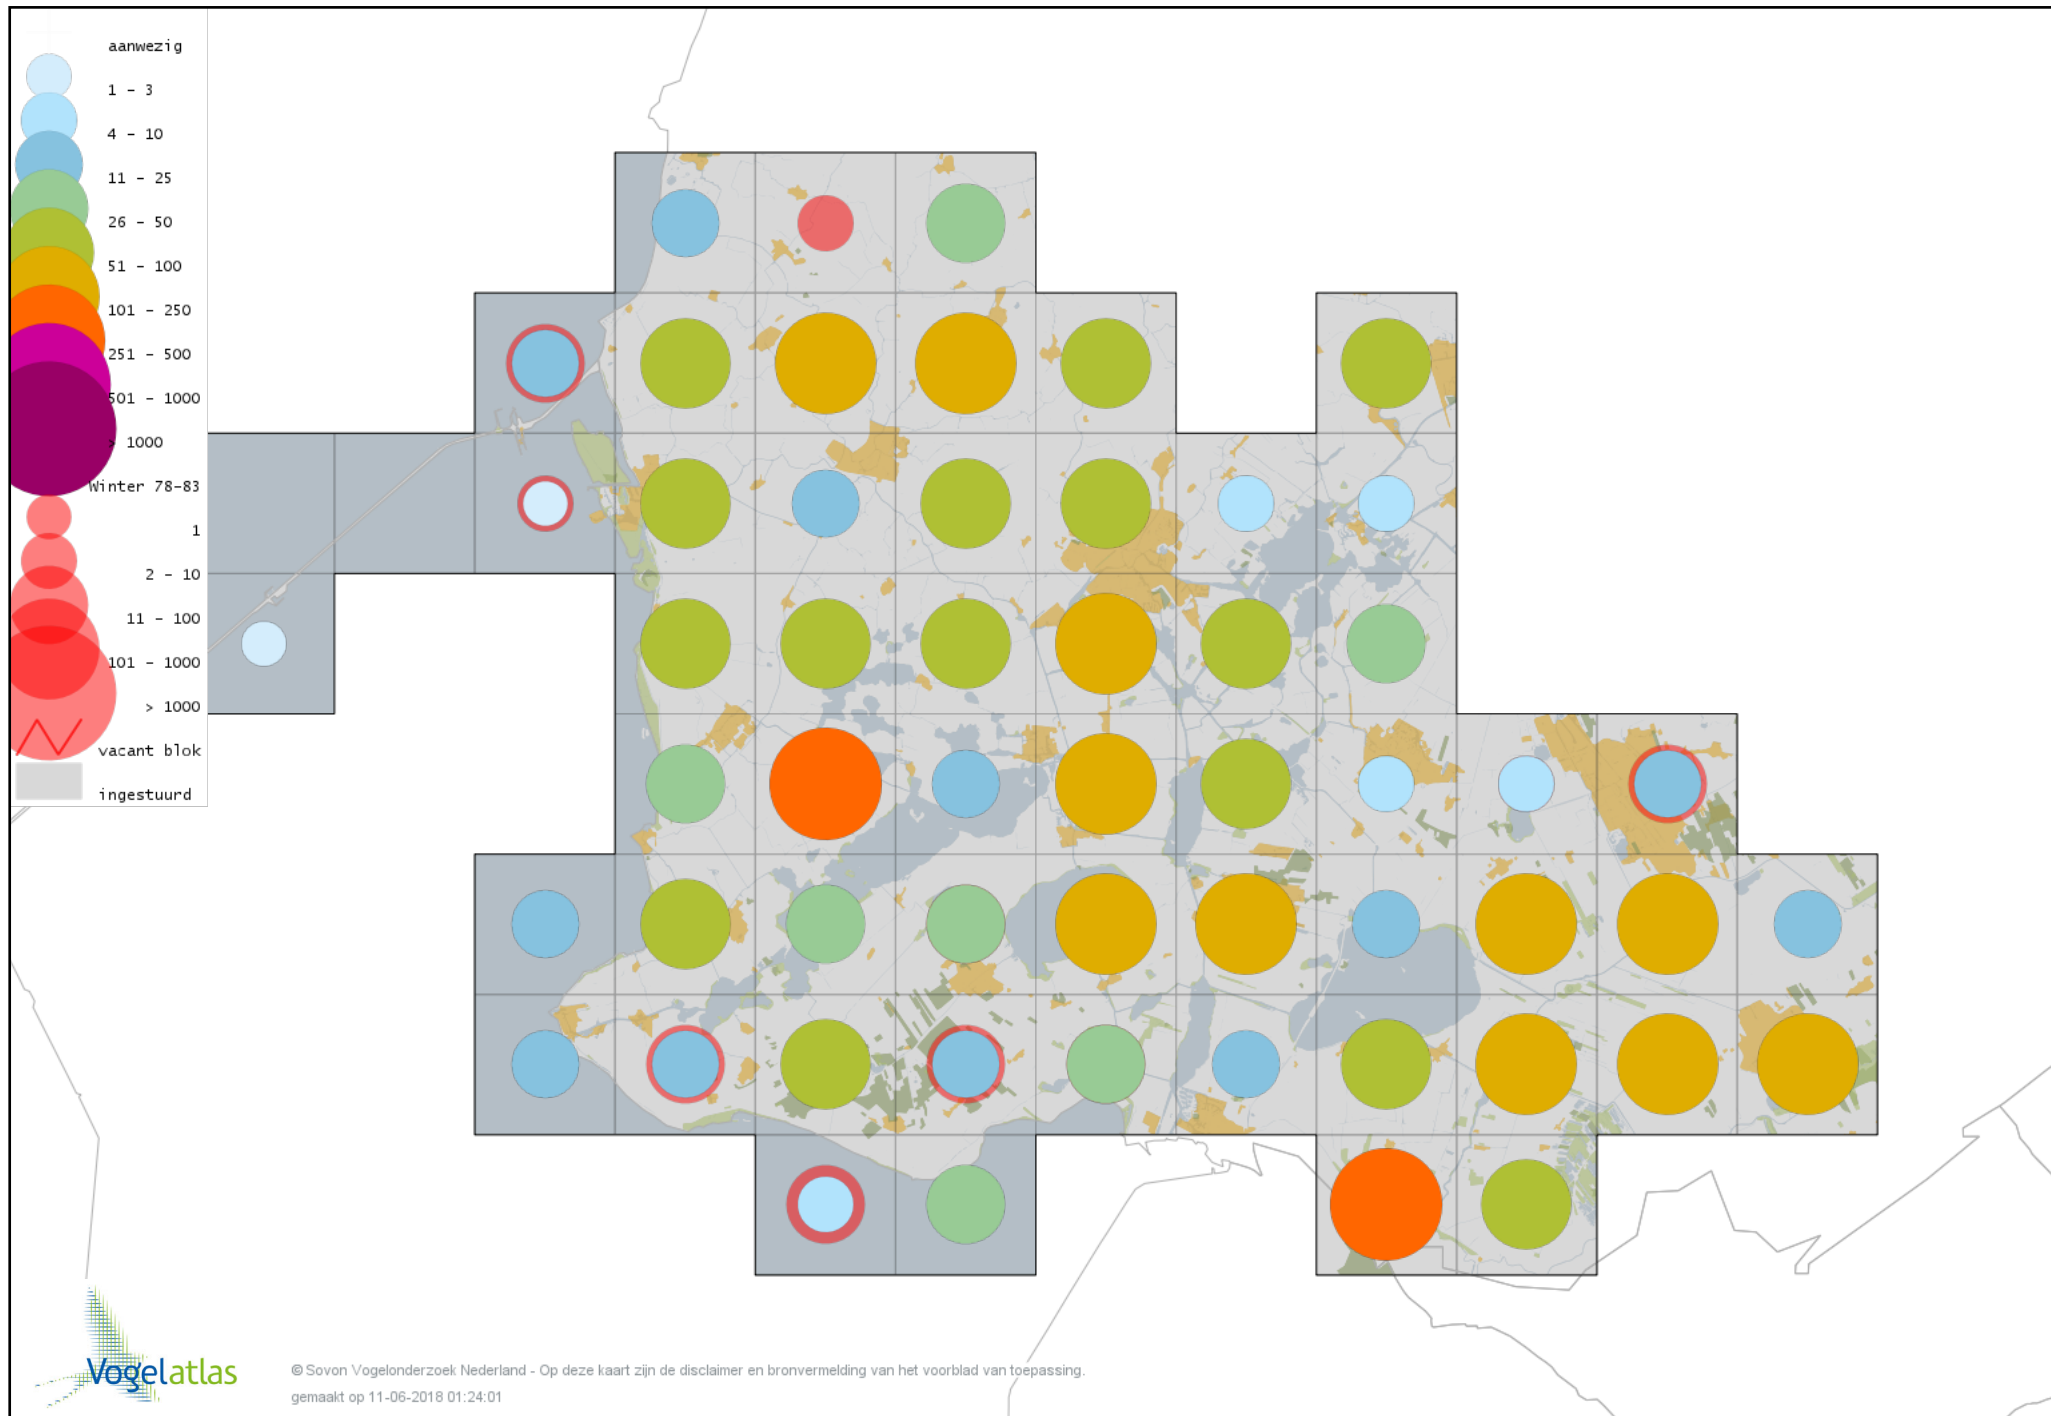 aanwezig
1 - 3
4 - 10
11 - 25
26 - 50
51 - 100
101 - 250
251 - 500
501 - 1000
> 1000
Winter 78-83
1
2 - 10
11 - 100
101 - 1000
> 1000
vacant blok
ingestuurd
Vogelatlas
© Sovon Vogelonderzoek Nederland - Op deze kaart zijn de disclaimer en bronvermelding van het voorblad van toepassing.
gemaakt op 11-06-2018 01:24:01